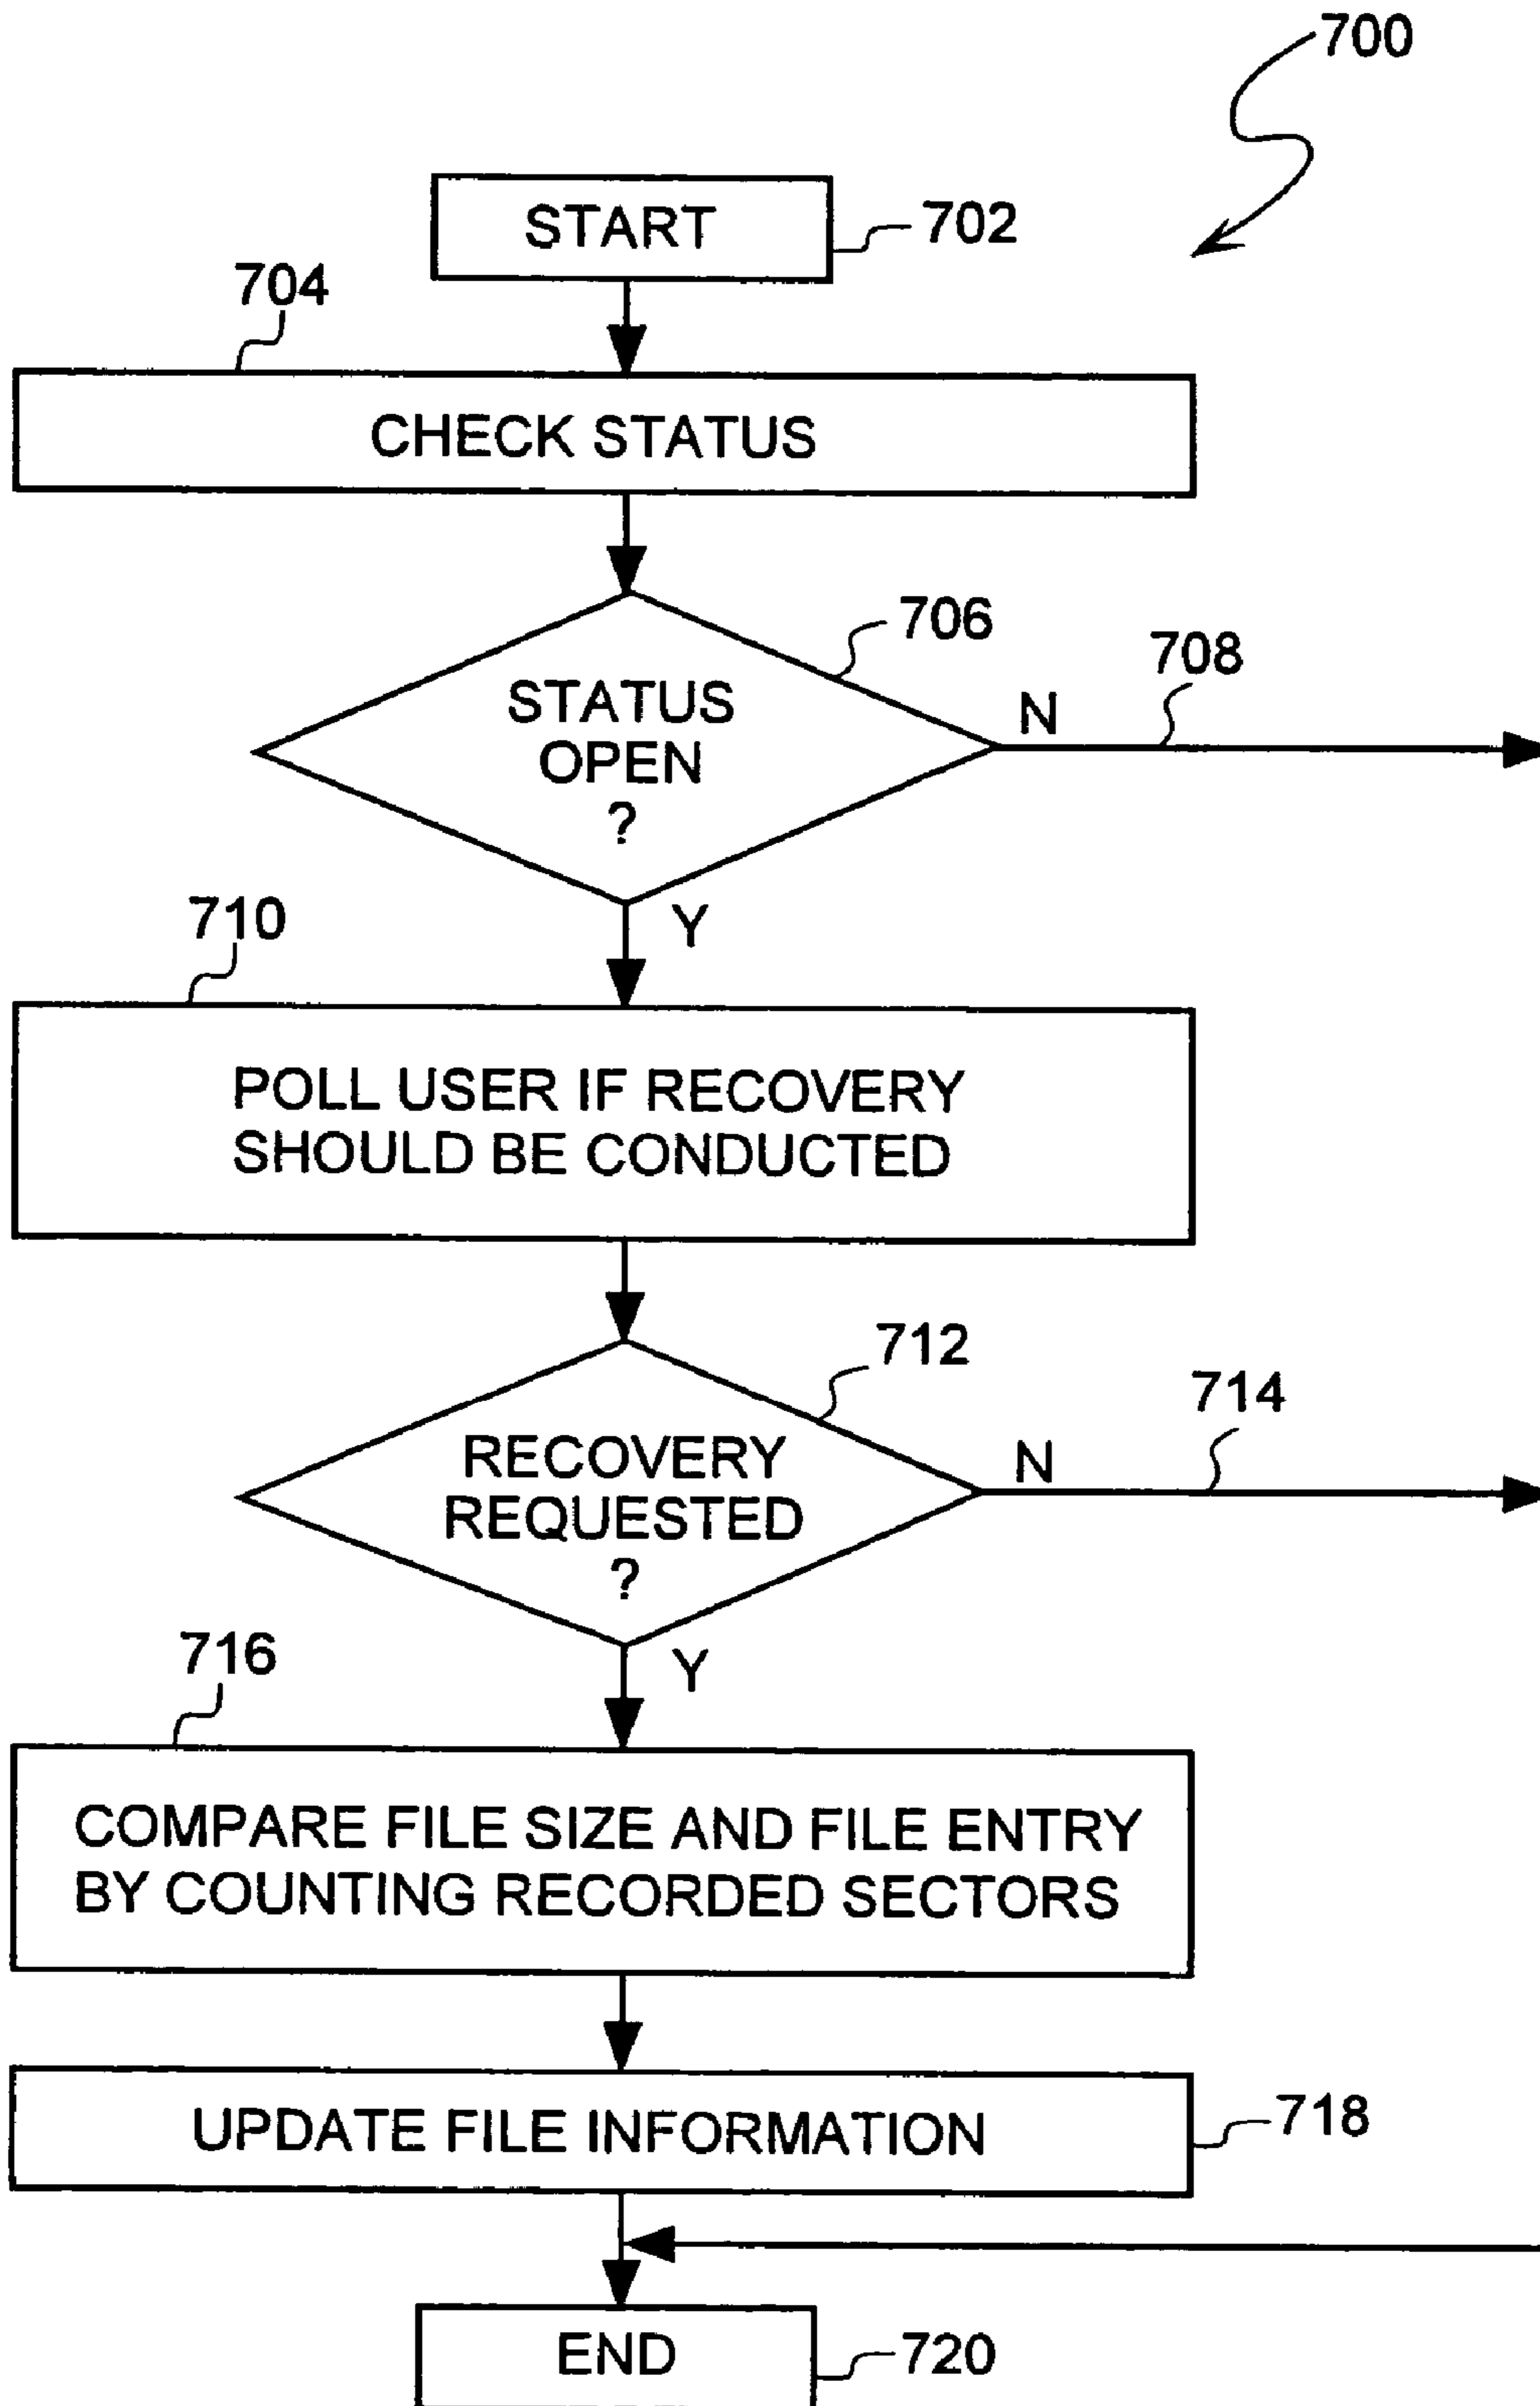 700
START
702
704
CHECK STATUS
706
STATUS
OPEN
?
N
708
Y
710
POLL USER IF RECOVERY
SHOULD BE CONDUCTED
712
RECOVERY
REQUESTED
?
N
714
Y
716
COMPARE FILE SIZE AND FILE ENTRY
BY COUNTING RECORDED SECTORS
UPDATE FILE INFORMATION
718
END
720